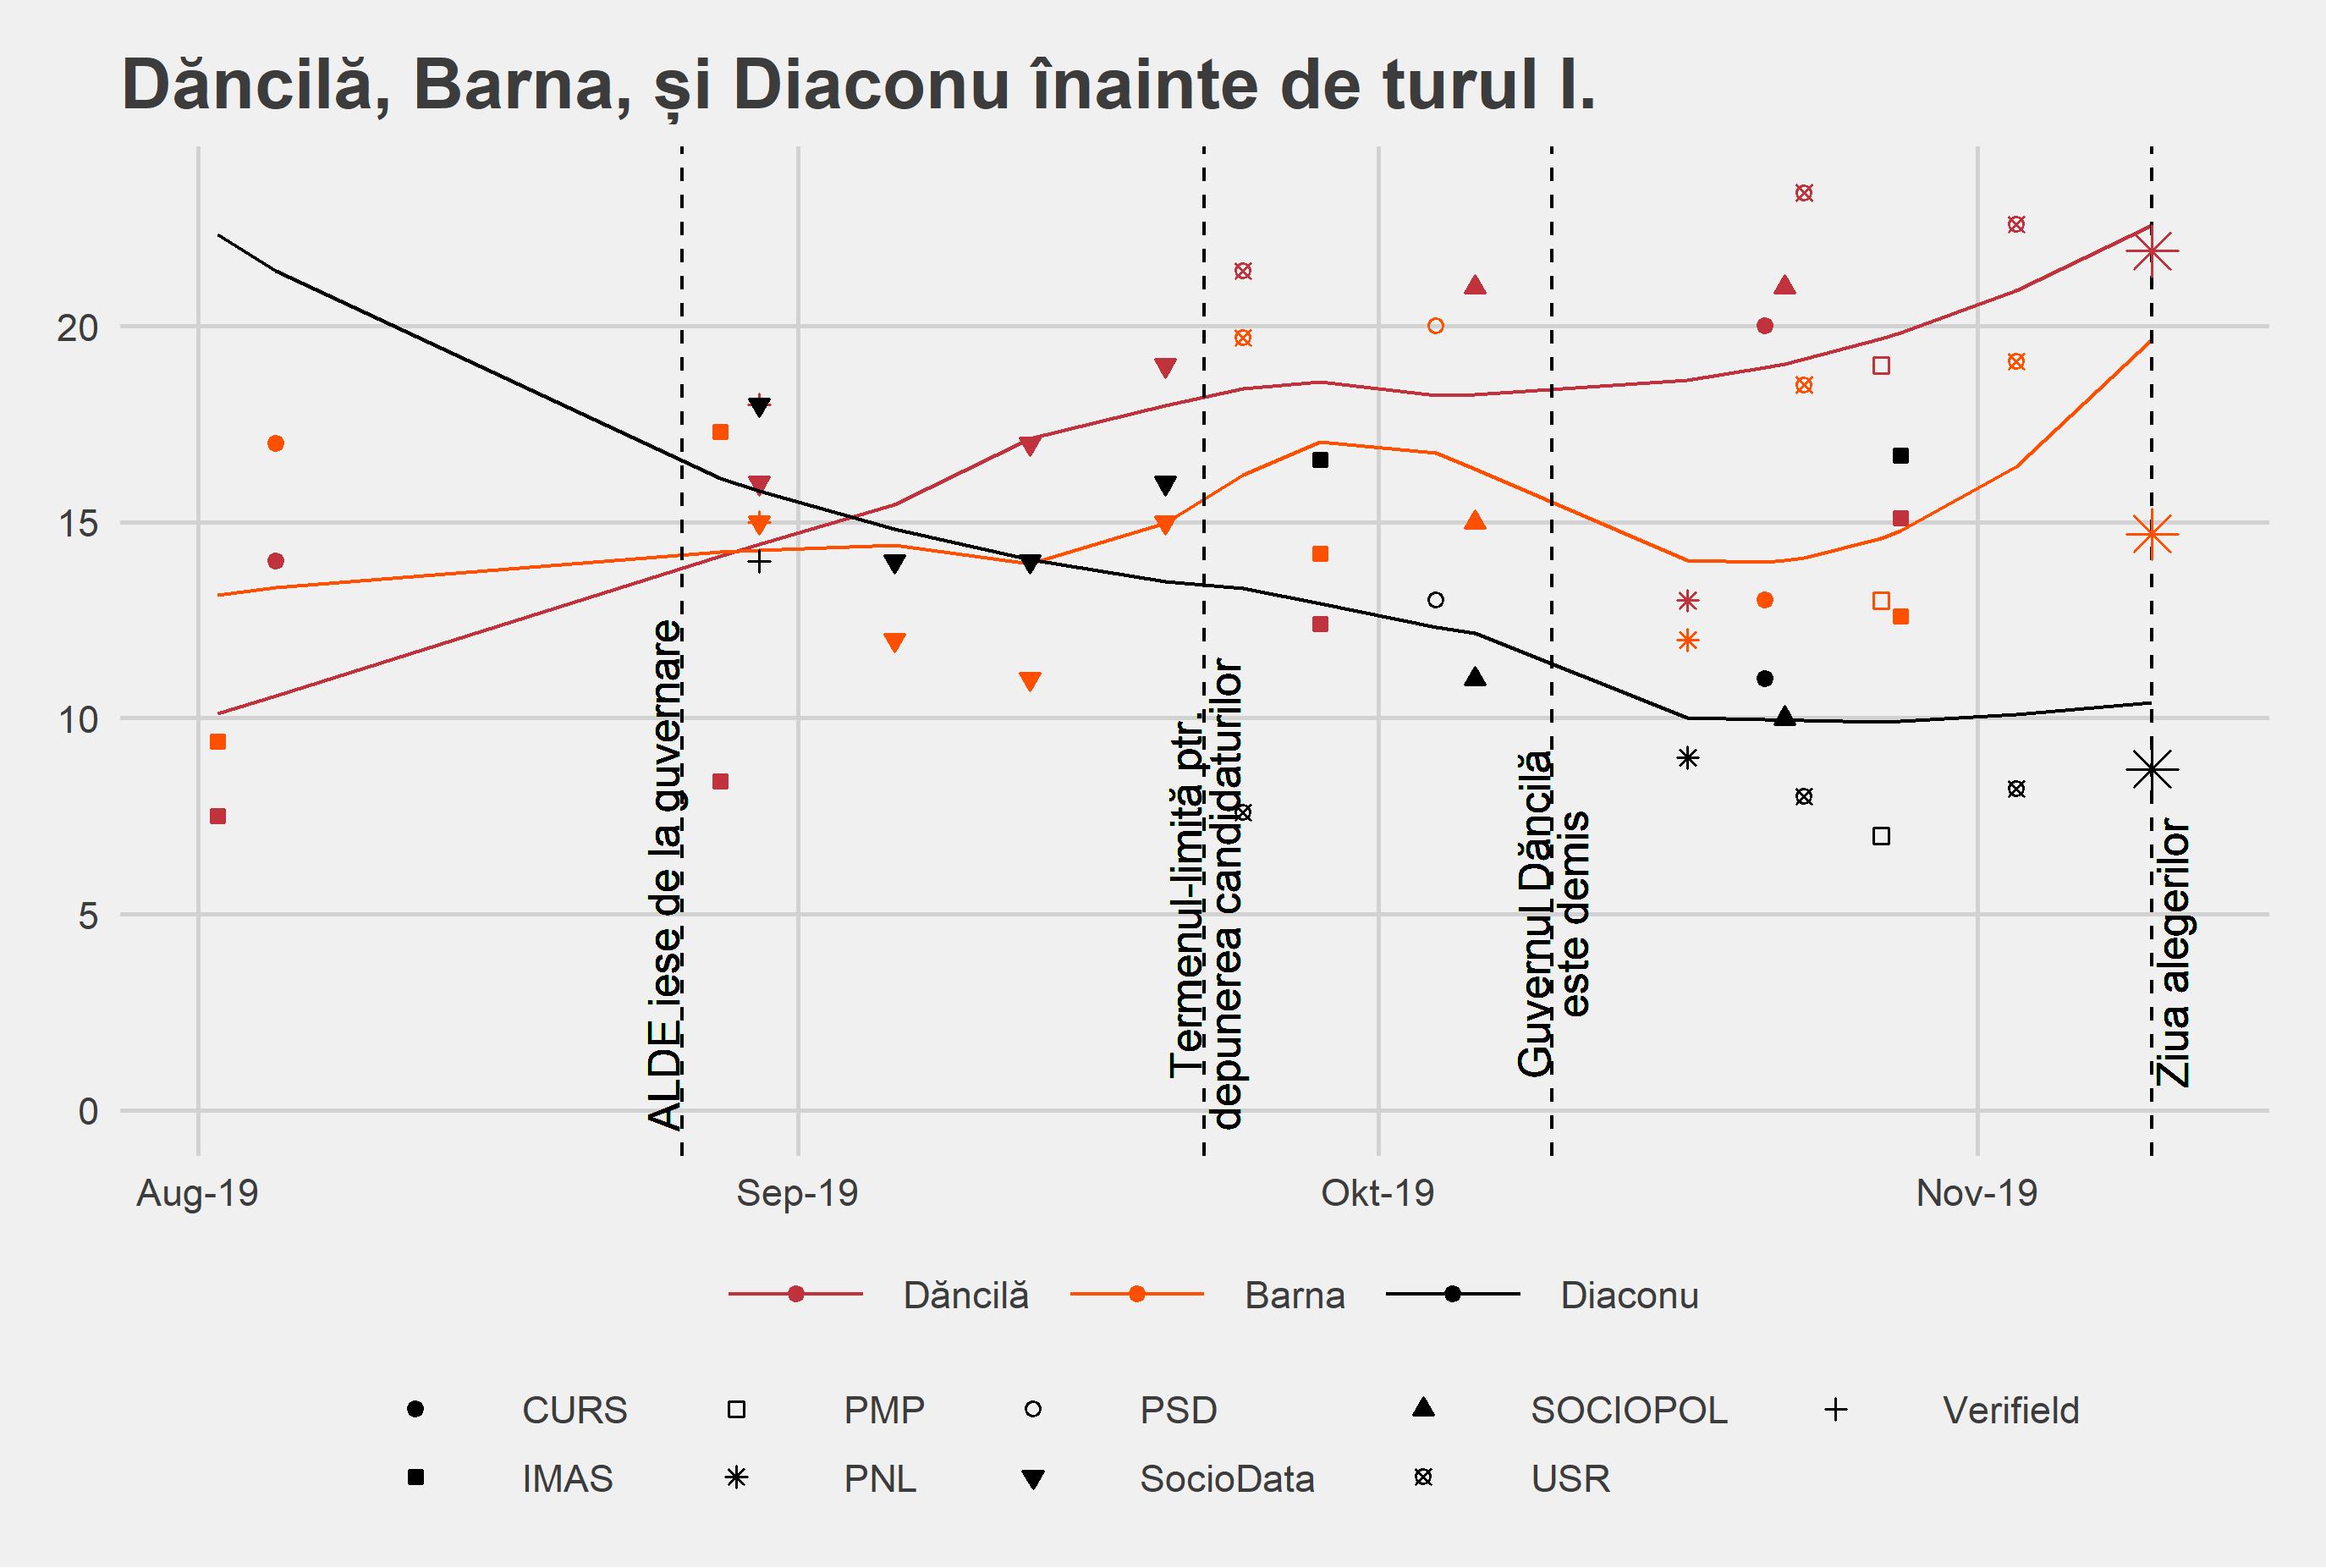 Dăncilă, Barna, și Diaconu înainte de turul I.
20
15
10
5
0
ALDE iese de la guvernare
Termenul-limită ptr.
depunerea candidaturilor
Guvernul Dăncilă
este demis
Ziua alegerilor
Aug-19 Sep-19 Okt-19 Nov-19
Dăncilă Barna Diaconu
CURS PMP PSD SOCIOPOL Verifield
IMAS PNL SocioData USR